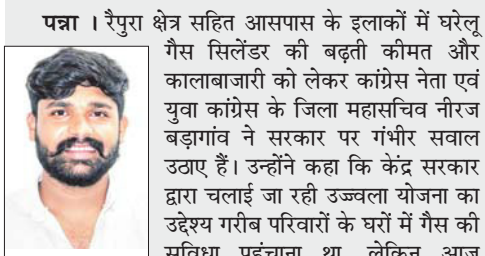 पन्ना । रैपुरा क्षेत्र सहित आसपास के इलाकों में घरेलू
गैस सिलेंडर की बढ़ती कीमत और
कालाबाजारी को लेकर कांग्रेस नेता एवं
युवा कांग्रेस के जिला महासचिव नीरज
बड़ागांव ने सरकार पर गंभीर सवाल
उठाए हैं। उन्होंने कहा कि केंद्र सरकार
द्वारा चलाई जा रही उज्ज्वला योजना का
उद्देश्य गरीब परिवारों के घरों में गैस की
सुविधा पहुंचाना था, लेकिन आज